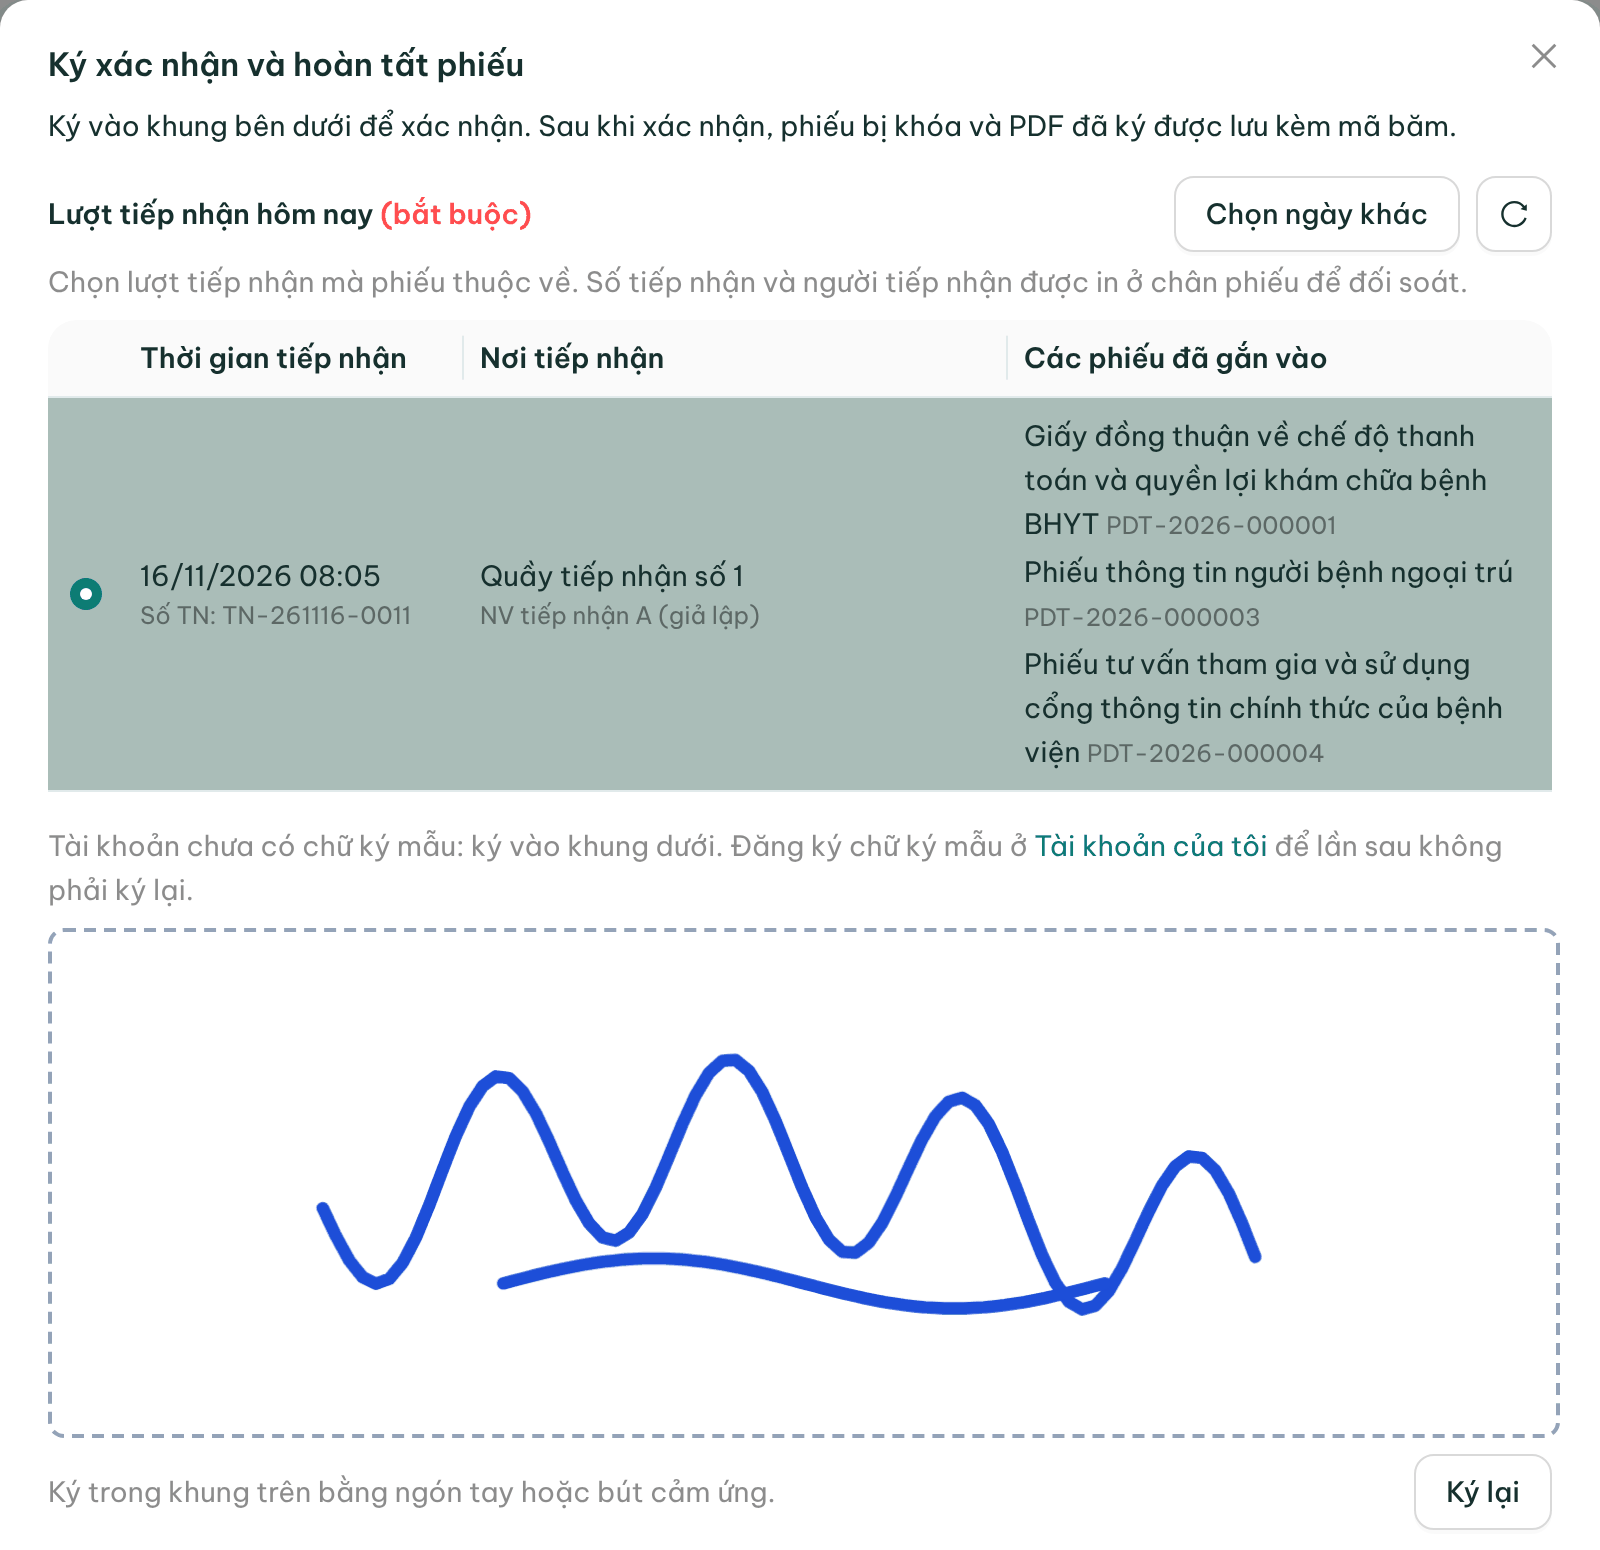 Ký xác nhận và hoàn tất phiếu
Ký vào khung bên dưới để xác nhận. Sau khi xác nhận, phiếu bị khóa và PDF đã ký được lưu kèm mã băm.
Lượt tiếp nhận hôm nay (bắt buộc)
Chọn ngày khác
Chọn lượt tiếp nhận mà phiếu thuộc về. Số tiếp nhận và người tiếp nhận được in ở chân phiếu để đối soát.
Thời gian tiếp nhận
Nơi tiếp nhận
Các phiếu đã gắn vào
16/11/2026 08:05
Số TN: TN-261116-0011
Quầy tiếp nhận số 1
NV tiếp nhận A (giả lập)
Giấy đồng thuận về chế độ thanh
toán và quyền lợi khám chữa bệnh
BHYT PDT-2026-000001
Phiếu thông tin người bệnh ngoại trú
PDT-2026-000003
Phiếu tư vấn tham gia và sử dụng
cổng thông tin chính thức của bệnh
viện PDT-2026-000004
Tài khoản chưa có chữ ký mẫu: ký vào khung dưới. Đăng ký chữ ký mẫu ở Tài khoản của tôi để lần sau không
phải ký lại.
Ký trong khung trên bằng ngón tay hoặc bút cảm ứng.
Ký lại